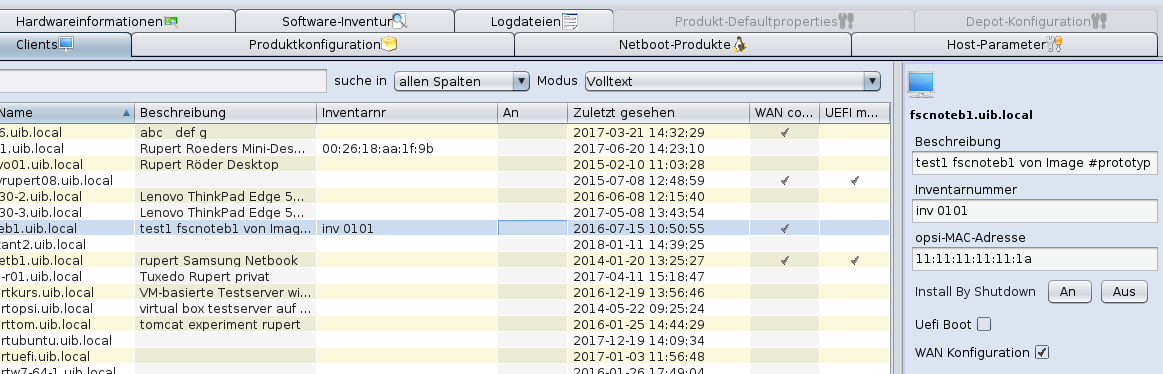 Hardwareinformationen Software-Inventur Logdateien Produkt-Defaultproperties Depot-Konfiguration
Clients Produktkonfiguration Netboot-Produkte Host-Parameter
suche in allen Spalten Modus Volltext
Name Beschreibung Inventarnr An Zuletzt gesehen WAN co... UEFI m...
6.uib.local abc def g 2017-03-21 14:32:29
1.uib.local Rupert Roeders Mini-Des... 00:26:18:aa:1f:9b 2017-06-20 14:23:10
vo01.uib.local Rupert Röder Desktop 2015-02-10 11:03:28
vrupert08.uib.local 2015-07-08 12:48:59
30-2.uib.local Lenovo ThinkPad Edge 5... 2016-06-08 12:15:40
30-3.uib.local Lenovo ThinkPad Edge 5... 2017-05-08 13:43:54
eb1.uib.local test1 fscnoteb1 von Imag... inv 0101 2016-07-15 10:50:55
tant2.uib.local 2018-01-11 14:39:25
etb1.uib.local rupert Samsung Netbook 2014-01-20 13:25:27
-r01.uib.local Tuxedo Rupert privat 2017-04-11 15:18:47
rtkurs.uib.local VM-basierte Testserver wi... 2016-12-19 13:56:46
rtopsi.uib.local virtual box testserver auf ... 2014-05-22 09:25:24
rttom.uib.local tomcat experiment rupert 2016-01-25 14:44:29
rtubuntu.uib.local 2017-12-19 14:09:34
rtuefi.uib.local 2017-01-03 11:56:48
rtw7-64-1.uib.local 2016-01-26 17:49:04
fscnoteb1.uib.local
Beschreibung
test1 fscnoteb1 von Image #prototyp
Inventarnummer
inv 0101
opsi-MAC-Adresse
11:11:11:11:11:1a
Install By Shutdown An Aus
Uefi Boot
WAN Konfiguration